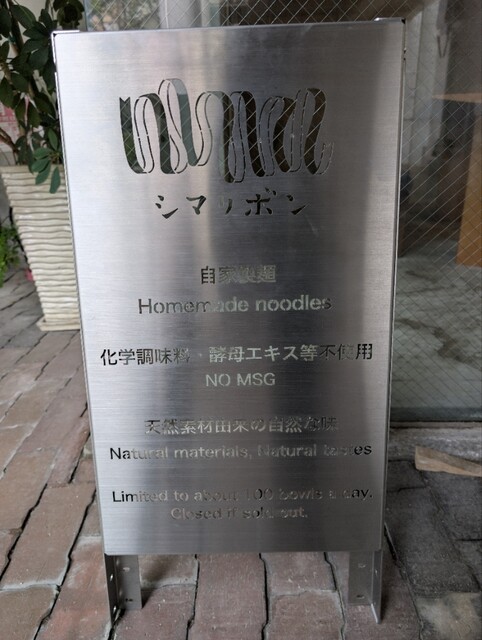 シマリボン
自家製麺
Homemade noodles
化学調味料・酵母エキス等不使用
NO MSG
天然素材由来の自然な味
Natural materials, Natural tastes
Limited to about 100 bowls a day.
Closed if sold out.